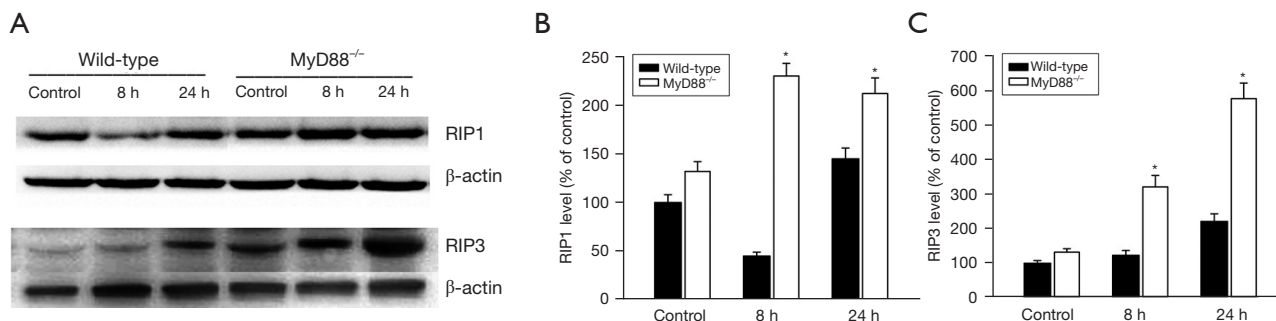 A
Wild-type
MyD88⁻/⁻
Control 8 h 24 h Control 8 h 24 h
RIP1
β-actin
RIP3
β-actin
B
RIP1 level (% of control)
250
200
150
100
50
0
Wild-type
MyD88⁻/⁻
*
*
Control 8 h 24 h
C
RIP3 level (% of control)
700
600
500
400
300
200
100
0
Wild-type
MyD88⁻/⁻
*
*
Control 8 h 24 h